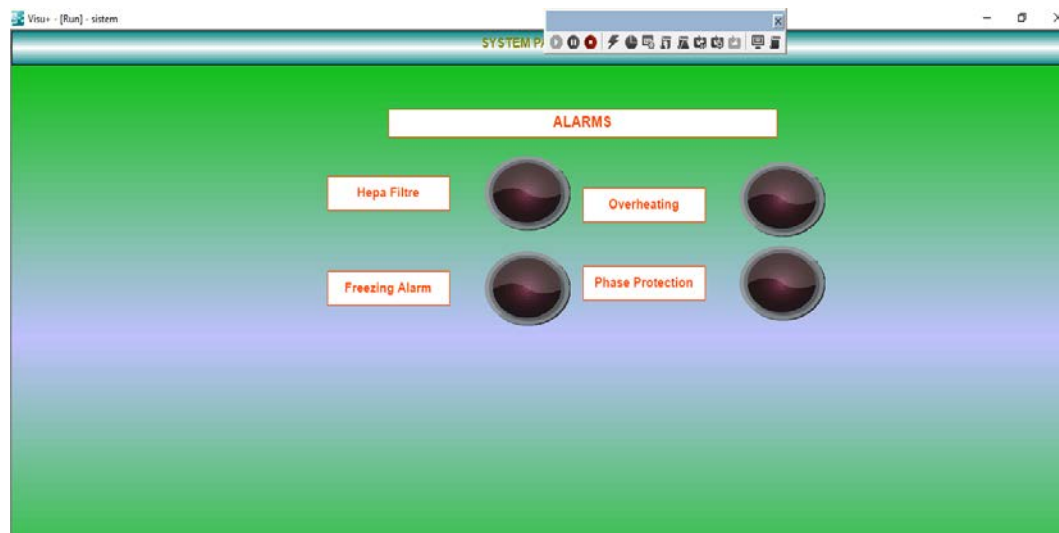 Visu+ - [Run] - sistem
SYSTEM
ALARMS
Hepa Filtre
Overheating
Freezing Alarm
Phase Protection